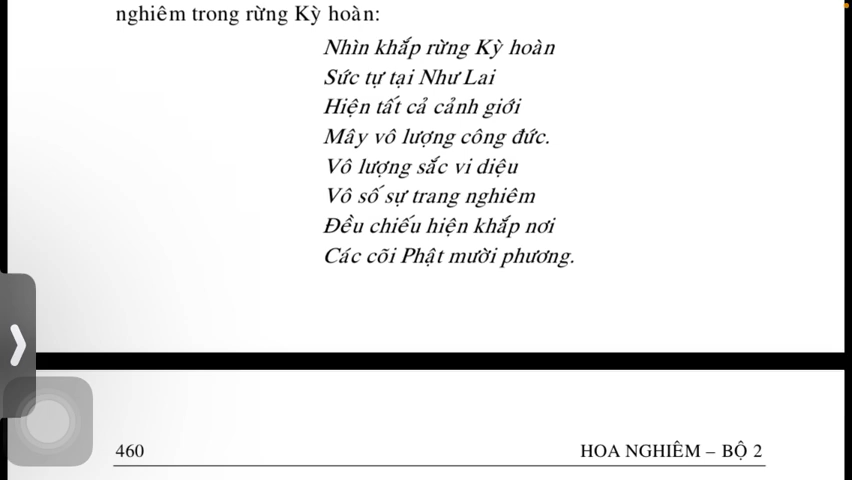 nghiêm trong rừng Kỳ hoàn:
Nhìn khắp rừng Kỳ hoàn
Sức tự tại Như Lai
Hiện tất cả cảnh giới
Mây vô lượng công đức.
Vô lượng sắc vi diệu
Vô số sự trang nghiêm
Đều chiếu hiện khắp nơi
Các cõi Phật mười phương.
460 HOA NGHIÊM – BỘ 2